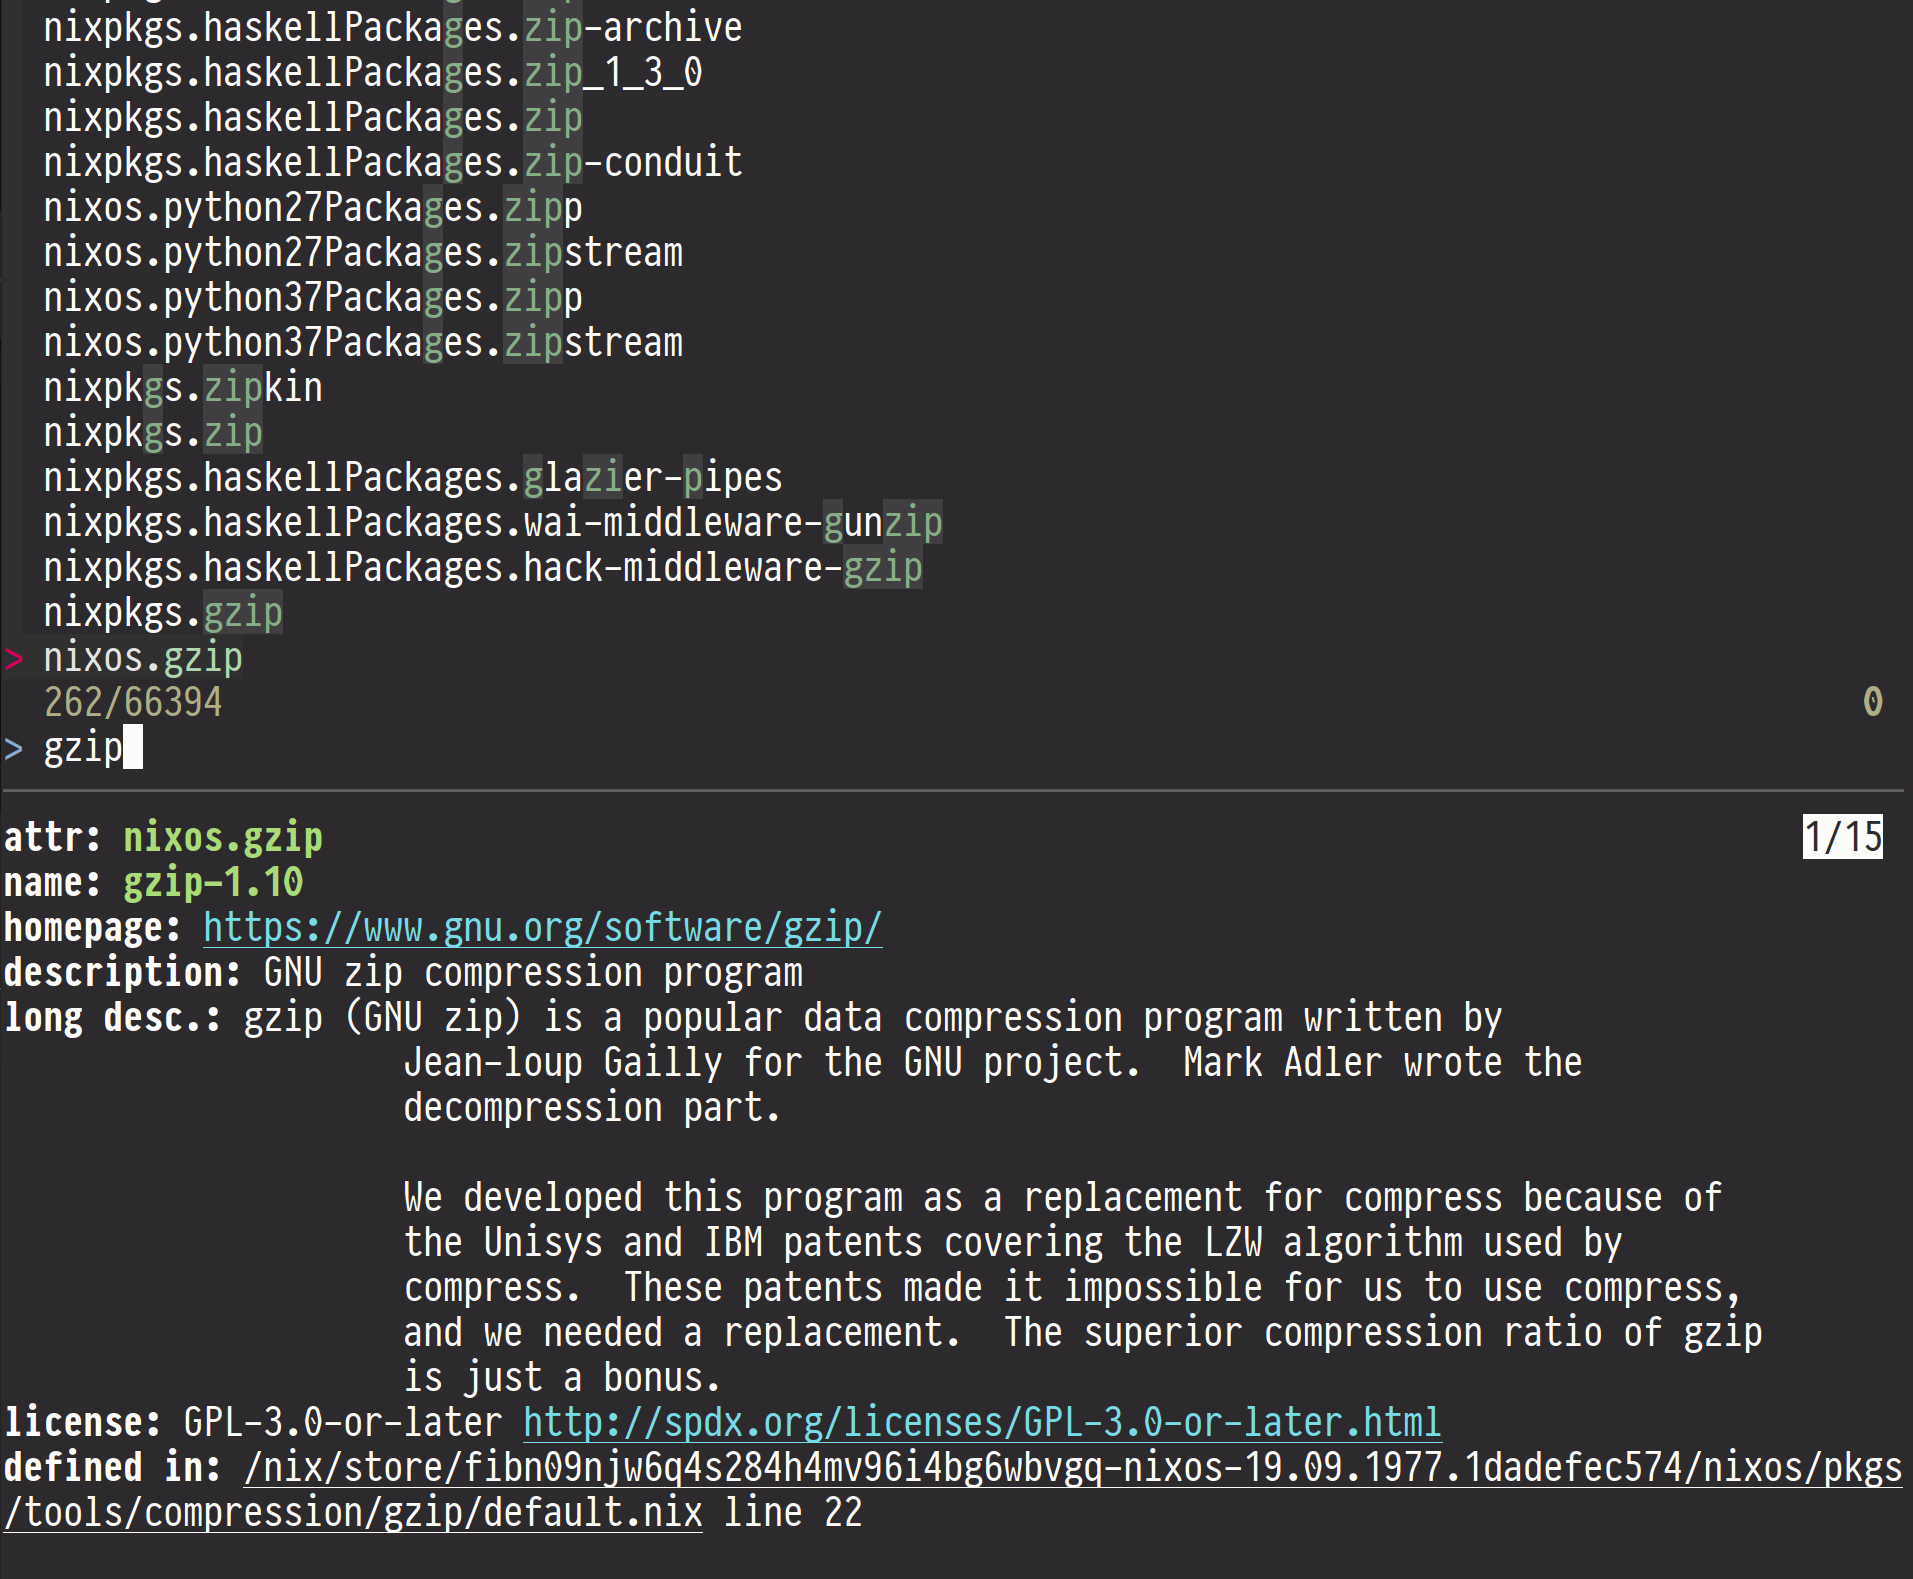 nixpkgs.haskellPackages.zip-archive
nixpkgs.haskellPackages.zip_1_3_0
nixpkgs.haskellPackages.zip
nixpkgs.haskellPackages.zip-conduit
nixos.python27Packages.zipp
nixos.python27Packages.zipstream
nixos.python37Packages.zipp
nixos.python37Packages.zipstream
nixpkgs.zipkin
nixpkgs.zip
nixpkgs.haskellPackages.glazier-pipes
nixpkgs.haskellPackages.wai-middleware-gunzip
nixpkgs.haskellPackages.hack-middleware-gzip
nixpkgs.gzip
> nixos.gzip
262/66394 0
> gzip
attr: nixos.gzip 1/15
name: gzip-1.10
homepage: https://www.gnu.org/software/gzip/
description: GNU zip compression program
long desc.: gzip (GNU zip) is a popular data compression program written by
Jean-loup Gailly for the GNU project.  Mark Adler wrote the
decompression part.
We developed this program as a replacement for compress because of
the Unisys and IBM patents covering the LZW algorithm used by
compress.  These patents made it impossible for us to use compress,
and we needed a replacement.  The superior compression ratio of gzip
is just a bonus.
license: GPL-3.0-or-later http://spdx.org/licenses/GPL-3.0-or-later.html
defined in: /nix/store/fibn09njw6q4s284h4mv96i4bg6wbvgq-nixos-19.09.1977.1dadefec574/nixos/pkgs
/tools/compression/gzip/default.nix line 22